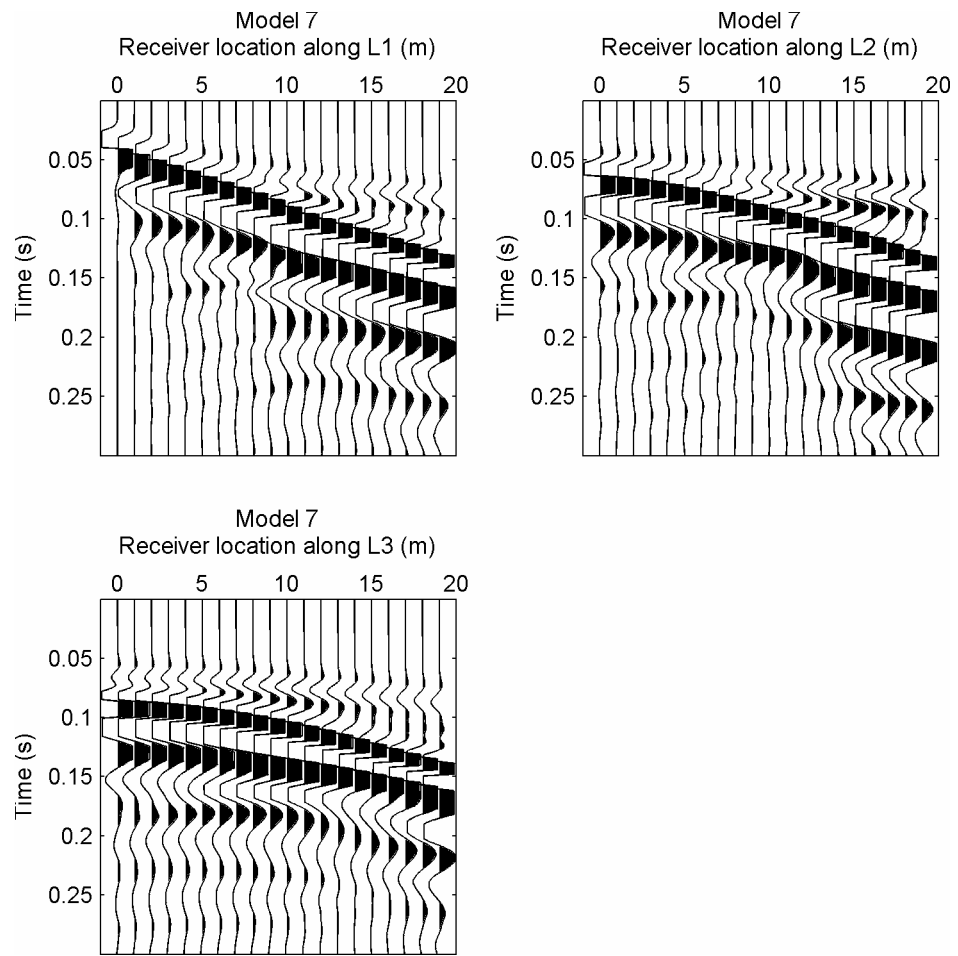 Model 7
Receiver location along L1 (m)
0 5 10 15 20
0.05
0.1
0.15
0.2
0.25
Time (s)
Model 7
Receiver location along L2 (m)
0 5 10 15 20
0.05
0.1
0.15
0.2
0.25
Time (s)
Model 7
Receiver location along L3 (m)
0 5 10 15 20
0.05
0.1
0.15
0.2
0.25
Time (s)